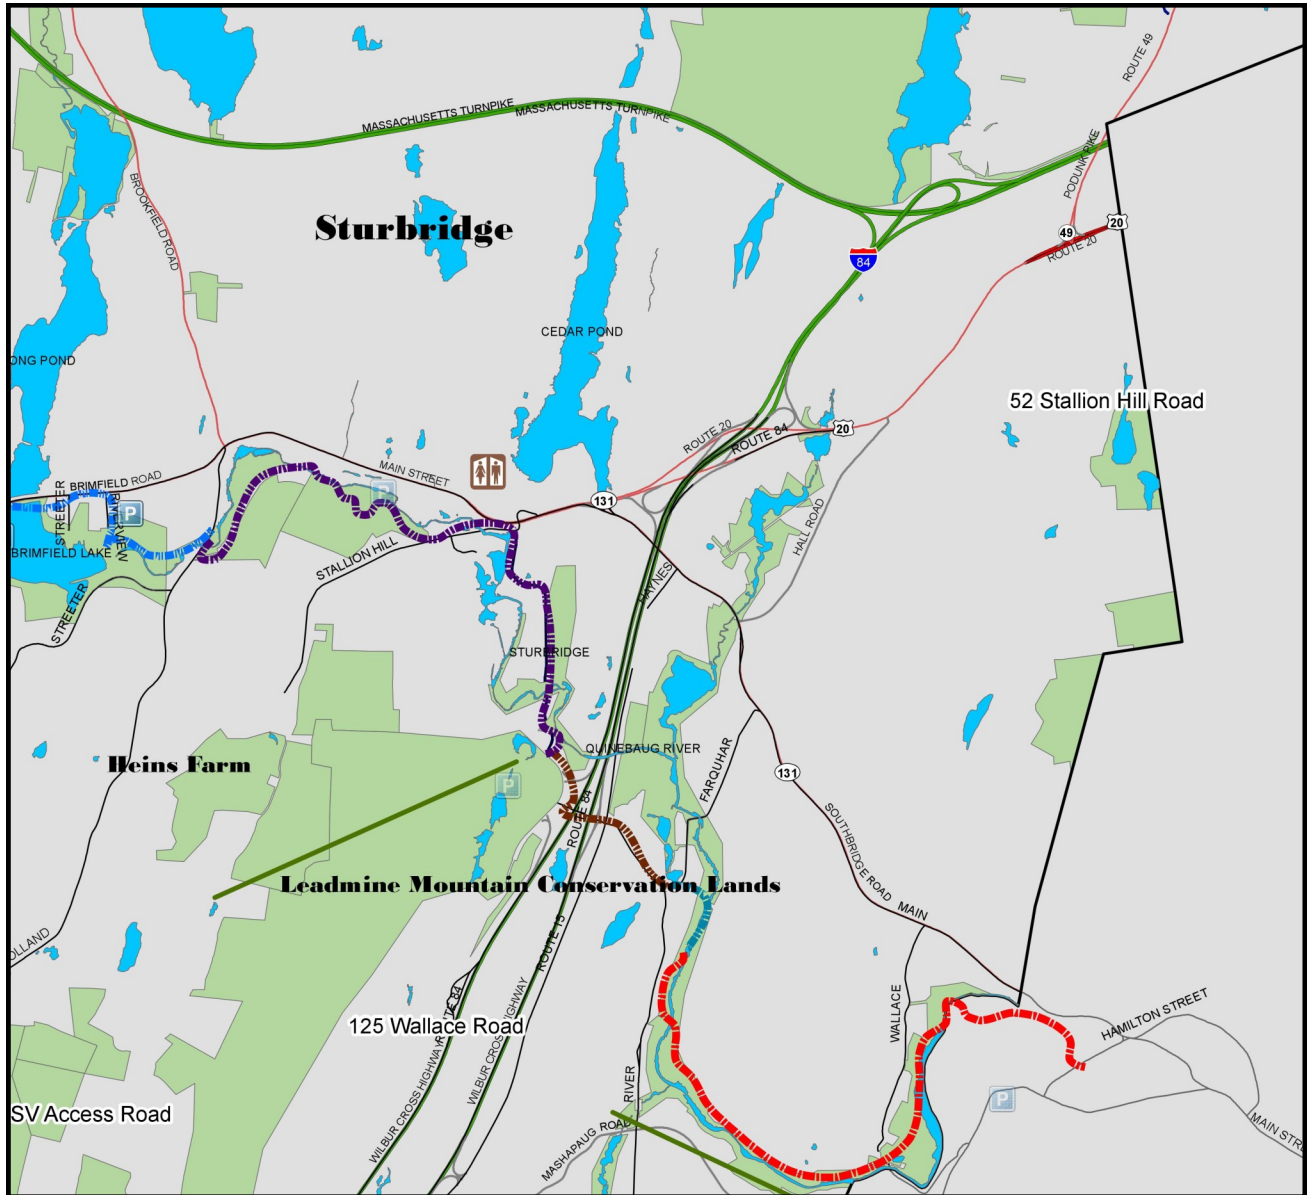 ROUTE 49
MASSACHUSETTS TURNPIKE
MASSACHUSETTS TURNPIKE
PODUNK PIKE
BROOKFIELD ROAD
Sturbridge
20
49
ROUTE 20
84
CEDAR POND
ONG POND
52 Stallion Hill Road
ROUTE 20
ROUTE 84
20
MAIN STREET
BRIMFIELD ROAD
131
STREETER
RIVERVIEW
P
P
HALL ROAD
BRIMFIELD LAKE
STALLION HILL
HAYNES
STREETER
STURBRIDGE
QUINEBAUG RIVER
Heins Farm
FARQUHAR
131
P
ROUTE 84
SOUTHBRIDGE ROAD
Leadmine Mountain Conservation Lands
MAIN
OLLAND
ROUTE 15
ROUTE 84
125 Wallace Road
WALLACE
HAMILTON STREET
WILBUR CROSS HIGHWAY
WILBUR CROSS HIGHWAY
RIVER
P
SV Access Road
MASHAPAUG ROAD
MAIN STRE